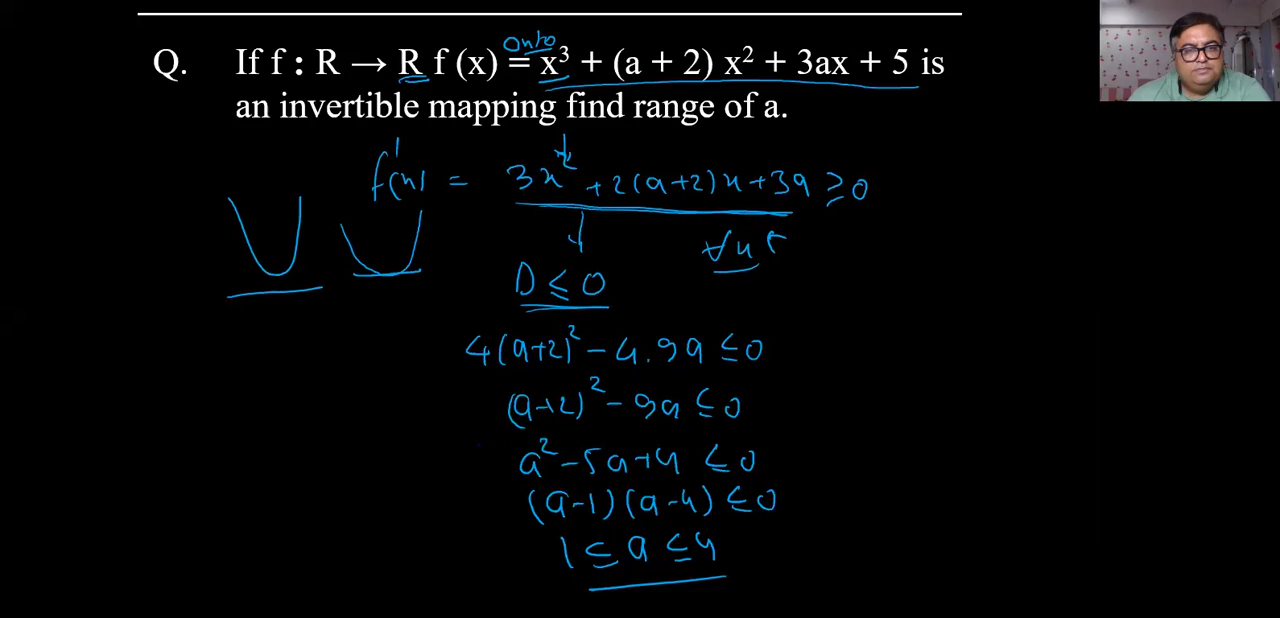 Q. If f : R → R f (x) = x³ + (a + 2) x² + 3ax + 5 is
onto
an invertible mapping find range of a.
f'(x) = 3x² + 2(a+2)x + 3a ≥ 0
∀ x
D ≤ 0
4(a+2)² - 4.9a ≤ 0
(a+2)² - 9a ≤ 0
a² - 5a + 4 ≤ 0
(a-1)(a-4) ≤ 0
1 ≤ a ≤ 4